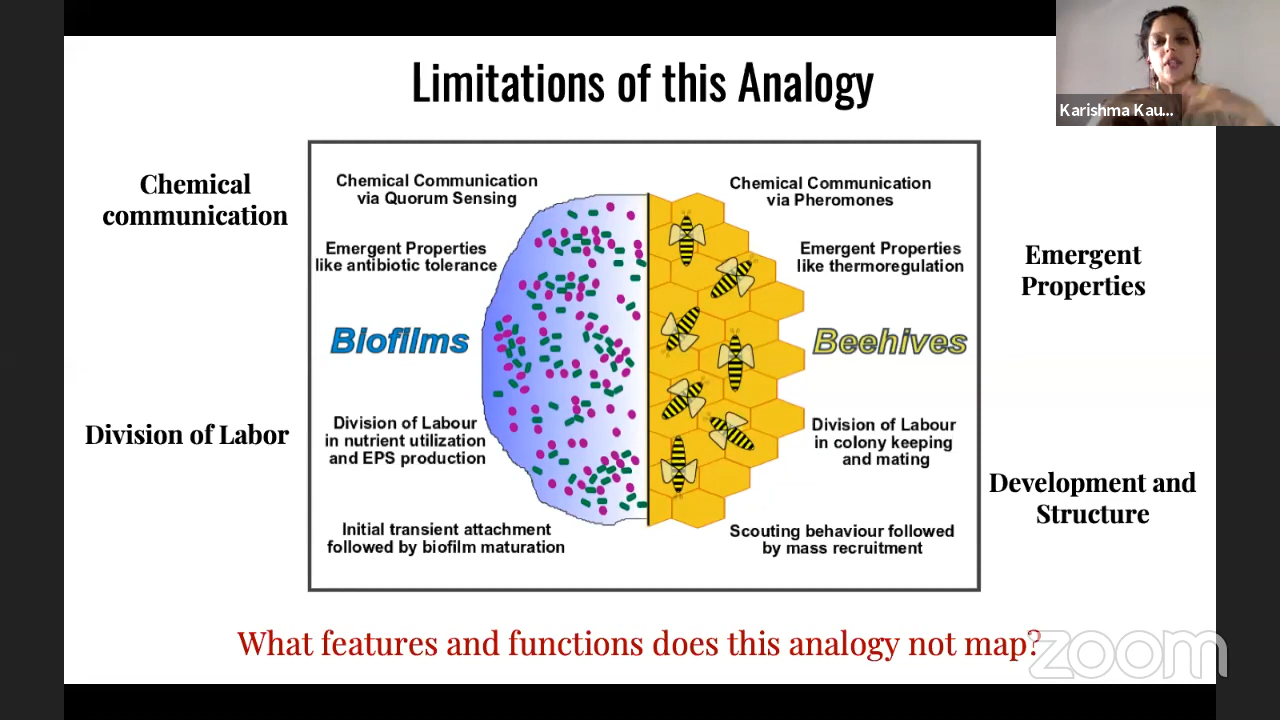 Limitations of this Analogy
Karishma Kau...
Chemical
communication
Chemical Communication
via Quorum Sensing
Chemical Communication
via Pheromones
Emergent Properties
like antibiotic tolerance
Emergent Properties
like thermoregulation
Emergent
Properties
Biofilms
Beehives
Division of Labor
Division of Labour
in nutrient utilization
and EPS production
Division of Labour
in colony keeping
and mating
Development and
Structure
Initial transient attachment
followed by biofilm maturation
Scouting behaviour followed
by mass recruitment
What features and functions does this analogy not map?
zoom